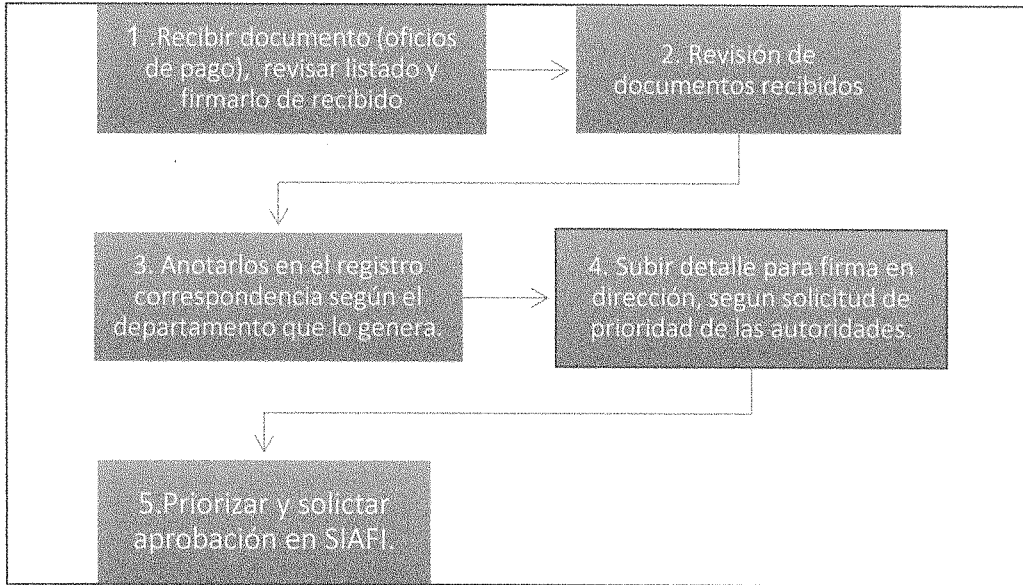 1 .Recibir documento (oficios
de pago), revisar listado y
firmarlo de recibido
2. Revisión de
documentos recibidos
3. Anotarlos en el registro
correspondencia según el
departamento que lo genera.
4. Subir detalle para firma en
dirección, segun solicitud de
prioridad de las autoridades.
5.Priorizar y solictar
aprobación en SIAFI.